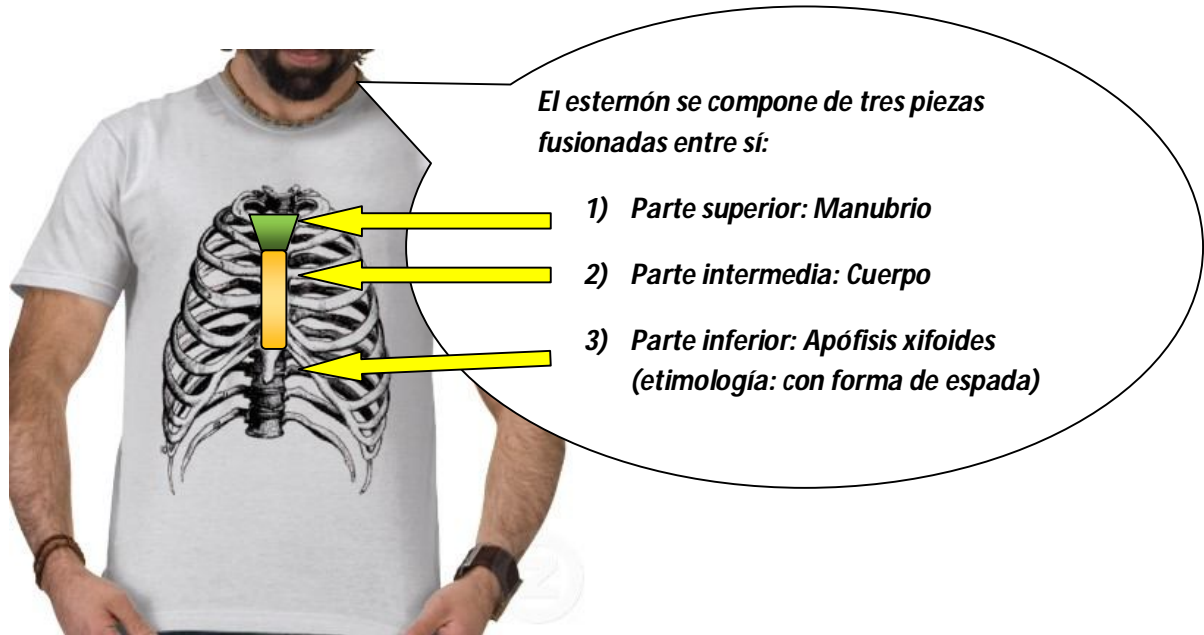 El esternón se compone de tres piezas
fusionadas entre sí:
1) Parte superior: Manubrio
2) Parte intermedia: Cuerpo
3) Parte inferior: Apófisis xifoides
(etimología: con forma de espada)